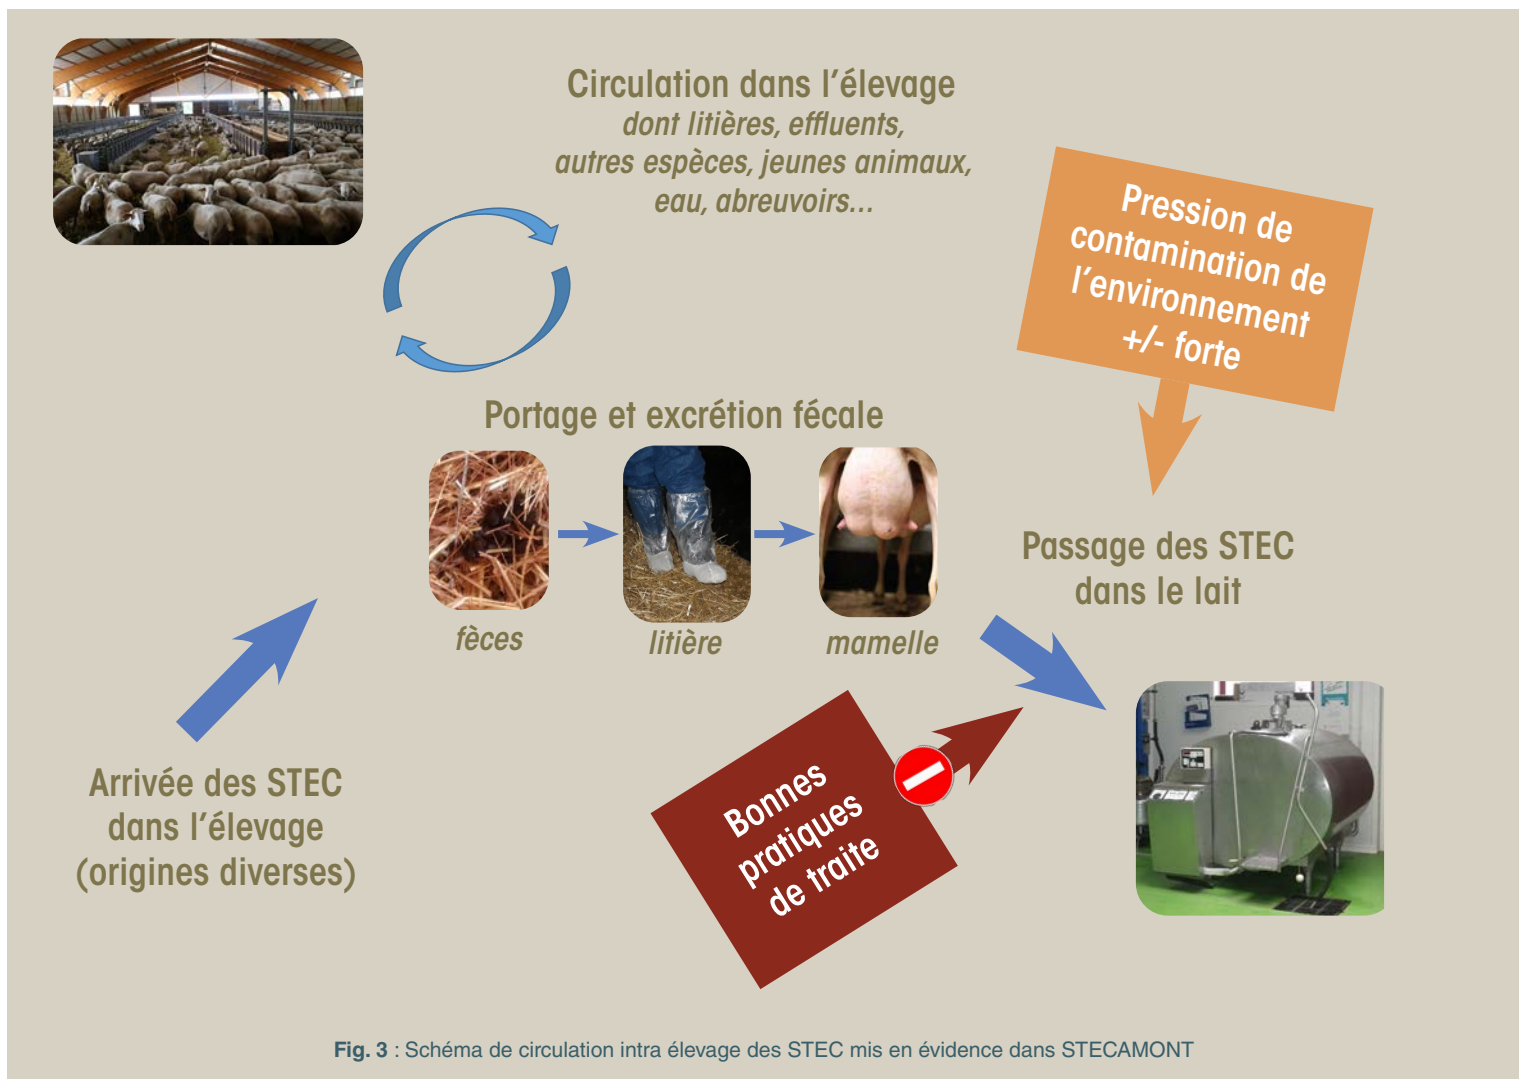 Circulation dans l'élevage
dont litières, effluents,
autres espèces, jeunes animaux,
eau, abreuvoirs...
Pression de
contamination de
l'environnement
+/- forte
Portage et excrétion fécale
fèces
litière
mamelle
Passage des STEC
dans le lait
Arrivée des STEC
dans l'élevage
(origines diverses)
Bonnes
pratiques
de traite
Fig. 3 : Schéma de circulation intra élevage des STEC mis en évidence dans STECAMONT